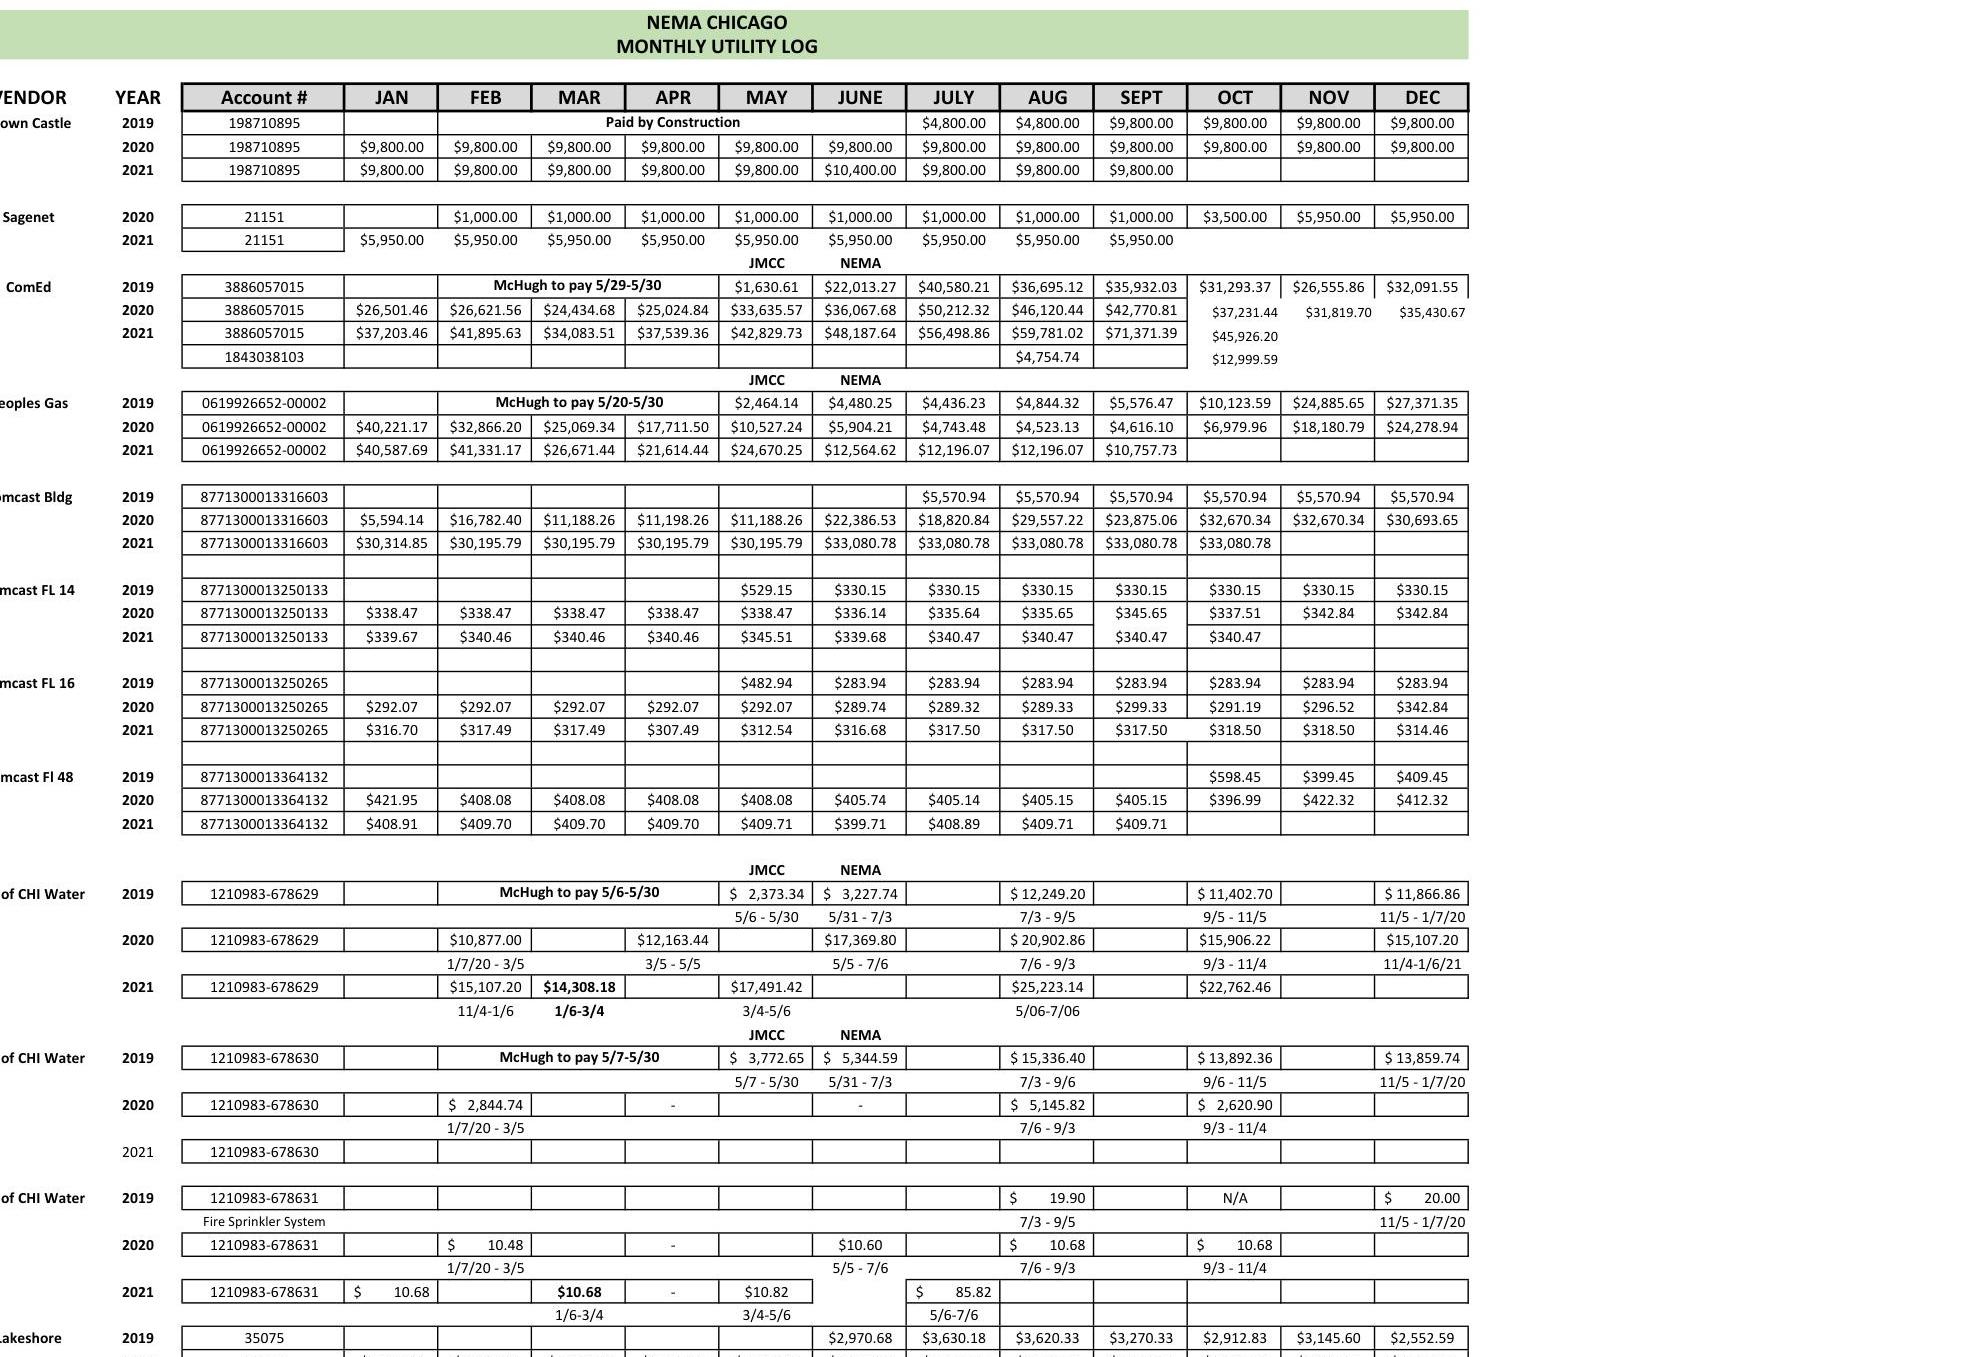 NEMA CHICAGO
MONTHLY UTILITY LOG
VENDOR YEAR Account # JAN FEB MAR APR MAY JUNE JULY AUG SEPT OCT NOV DEC
own Castle 2019 198710895 Paid by Construction $4,800.00 $4,800.00 $9,800.00 $9,800.00 $9,800.00 $9,800.00
2020 198710895 $9,800.00 $9,800.00 $9,800.00 $9,800.00 $9,800.00 $9,800.00 $9,800.00 $9,800.00 $9,800.00 $9,800.00 $9,800.00 $9,800.00
2021 198710895 $9,800.00 $9,800.00 $9,800.00 $9,800.00 $9,800.00 $10,400.00 $9,800.00 $9,800.00 $9,800.00
Sagenet 2020 21151 $1,000.00 $1,000.00 $1,000.00 $1,000.00 $1,000.00 $1,000.00 $1,000.00 $1,000.00 $3,500.00 $5,950.00 $5,950.00
2021 21151 $5,950.00 $5,950.00 $5,950.00 $5,950.00 $5,950.00 $5,950.00 $5,950.00 $5,950.00 $5,950.00
JMCC NEMA
ComEd 2019 3886057015 McHugh to pay 5/29-5/30 $1,630.61 $22,013.27 $40,580.21 $36,695.12 $35,932.03 $31,293.37 $26,555.86 $32,091.55
2020 3886057015 $26,501.46 $26,621.56 $24,434.68 $25,024.84 $33,635.57 $36,067.68 $50,212.32 $46,120.44 $42,770.81 $37,231.44 $31,819.70 $35,430.67
2021 3886057015 $37,203.46 $41,895.63 $34,083.51 $37,539.36 $42,829.73 $48,187.64 $56,498.86 $59,781.02 $71,371.39 $45,926.20
1843038103 $4,754.74 $12,999.59
JMCC NEMA
eoples Gas 2019 0619926652-00002 McHugh to pay 5/20-5/30 $2,464.14 $4,480.25 $4,436.23 $4,844.32 $5,576.47 $10,123.59 $24,885.65 $27,371.35
2020 0619926652-00002 $40,221.17 $32,866.20 $25,069.34 $17,711.50 $10,527.24 $5,904.21 $4,743.48 $4,523.13 $4,616.10 $6,979.96 $18,180.79 $24,278.94
2021 0619926652-00002 $40,587.69 $41,331.17 $26,671.44 $21,614.44 $24,670.25 $12,564.62 $12,196.07 $12,196.07 $10,757.73
omcast Bldg 2019 8771300013316603 $5,570.94 $5,570.94 $5,570.94 $5,570.94 $5,570.94 $5,570.94
2020 8771300013316603 $5,594.14 $16,782.40 $11,188.26 $11,198.26 $11,188.26 $22,386.53 $18,820.84 $29,557.22 $23,875.06 $32,670.34 $32,670.34 $30,693.65
2021 8771300013316603 $30,314.85 $30,195.79 $30,195.79 $30,195.79 $30,195.79 $33,080.78 $33,080.78 $33,080.78 $33,080.78 $33,080.78
mcast FL 14 2019 8771300013250133 $529.15 $330.15 $330.15 $330.15 $330.15 $330.15 $330.15 $330.15
2020 8771300013250133 $338.47 $338.47 $338.47 $338.47 $338.47 $336.14 $335.64 $335.65 $345.65 $337.51 $342.84 $342.84
2021 8771300013250133 $339.67 $340.46 $340.46 $340.46 $345.51 $339.68 $340.47 $340.47 $340.47 $340.47
mcast FL 16 2019 8771300013250265 $482.94 $283.94 $283.94 $283.94 $283.94 $283.94 $283.94 $283.94
2020 8771300013250265 $292.07 $292.07 $292.07 $292.07 $292.07 $289.74 $289.32 $289.33 $299.33 $291.19 $296.52 $342.84
2021 8771300013250265 $316.70 $317.49 $317.49 $307.49 $312.54 $316.68 $317.50 $317.50 $317.50 $318.50 $318.50 $314.46
mcast Fl 48 2019 8771300013364132 $598.45 $399.45 $409.45
2020 8771300013364132 $421.95 $408.08 $408.08 $408.08 $408.08 $405.74 $405.14 $405.15 $405.15 $396.99 $422.32 $412.32
2021 8771300013364132 $408.91 $409.70 $409.70 $409.70 $409.71 $399.71 $408.89 $409.71 $409.71
JMCC NEMA
of CHI Water 2019 1210983-678629 McHugh to pay 5/6-5/30 $ 2,373.34 $ 3,227.74 $ 12,249.20 $ 11,402.70 $ 11,866.86
5/6 - 5/30 5/31 - 7/3 7/3 - 9/5 9/5 - 11/5 11/5 - 1/7/20
2020 1210983-678629 $10,877.00 $12,163.44 $17,369.80 $ 20,902.86 $15,906.22 $15,107.20
1/7/20 - 3/5 3/5 - 5/5 5/5 - 7/6 7/6 - 9/3 9/3 - 11/4 11/4-1/6/21
2021 1210983-678629 $15,107.20 $14,308.18 $17,491.42 $25,223.14 $22,762.46
11/4-1/6 1/6-3/4 3/4-5/6 5/06-7/06
JMCC NEMA
of CHI Water 2019 1210983-678630 McHugh to pay 5/7-5/30 $ 3,772.65 $ 5,344.59 $ 15,336.40 $ 13,892.36 $ 13,859.74
5/7 - 5/30 5/31 - 7/3 7/3 - 9/6 9/6 - 11/5 11/5 - 1/7/20
2020 1210983-678630 $ 2,844.74 - - $ 5,145.82 $ 2,620.90
1/7/20 - 3/5 7/6 - 9/3 9/3 - 11/4
2021 1210983-678630
of CHI Water 2019 1210983-678631 $ 19.90 N/A $ 20.00
Fire Sprinkler System 7/3 - 9/5 11/5 - 1/7/20
2020 1210983-678631 $ 10.48 - $10.60 $ 10.68 $ 10.68
1/7/20 - 3/5 5/5 - 7/6 7/6 - 9/3 9/3 - 11/4
2021 1210983-678631 $ 10.68 $10.68 - $10.82 $ 85.82
1/6-3/4 3/4-5/6 5/6-7/6
Lakeshore 2019 35075 $2,970.68 $3,630.18 $3,620.33 $3,270.33 $2,912.83 $3,145.60 $2,552.59